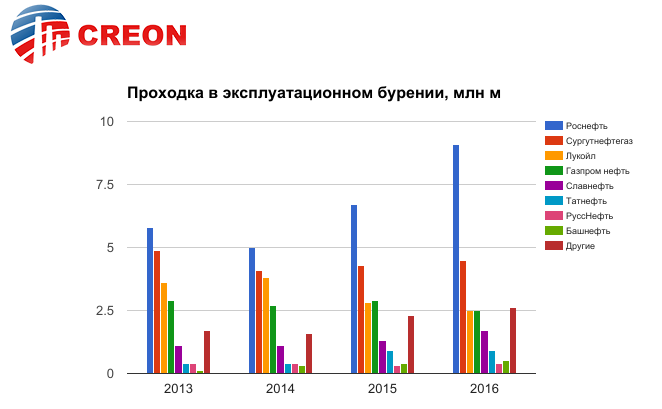 CREON
Проходка в эксплуатационном бурении, млн м
10
7.5
5
2.5
0
2013
2014
2015
2016
Роснефть
Сургутнефтегаз
Лукойл
Газпром нефть
Славнефть
Татнефть
РуссНефть
Башнефть
Другие